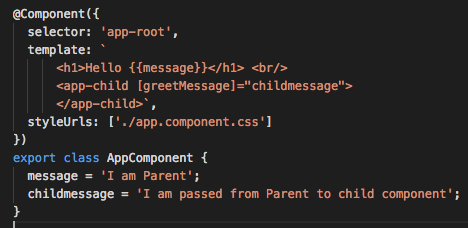 @Component({
  selector: 'app-root',
  template: `
      <h1>Hello {{message}}</h1> <br/>
      <app-child [greetMessage]="childmessage">
      </app-child>`,
  styleUrls: ['./app.component.css']
})
export class AppComponent {
  message = 'I am Parent';
  childmessage = 'I am passed from Parent to child component';
}